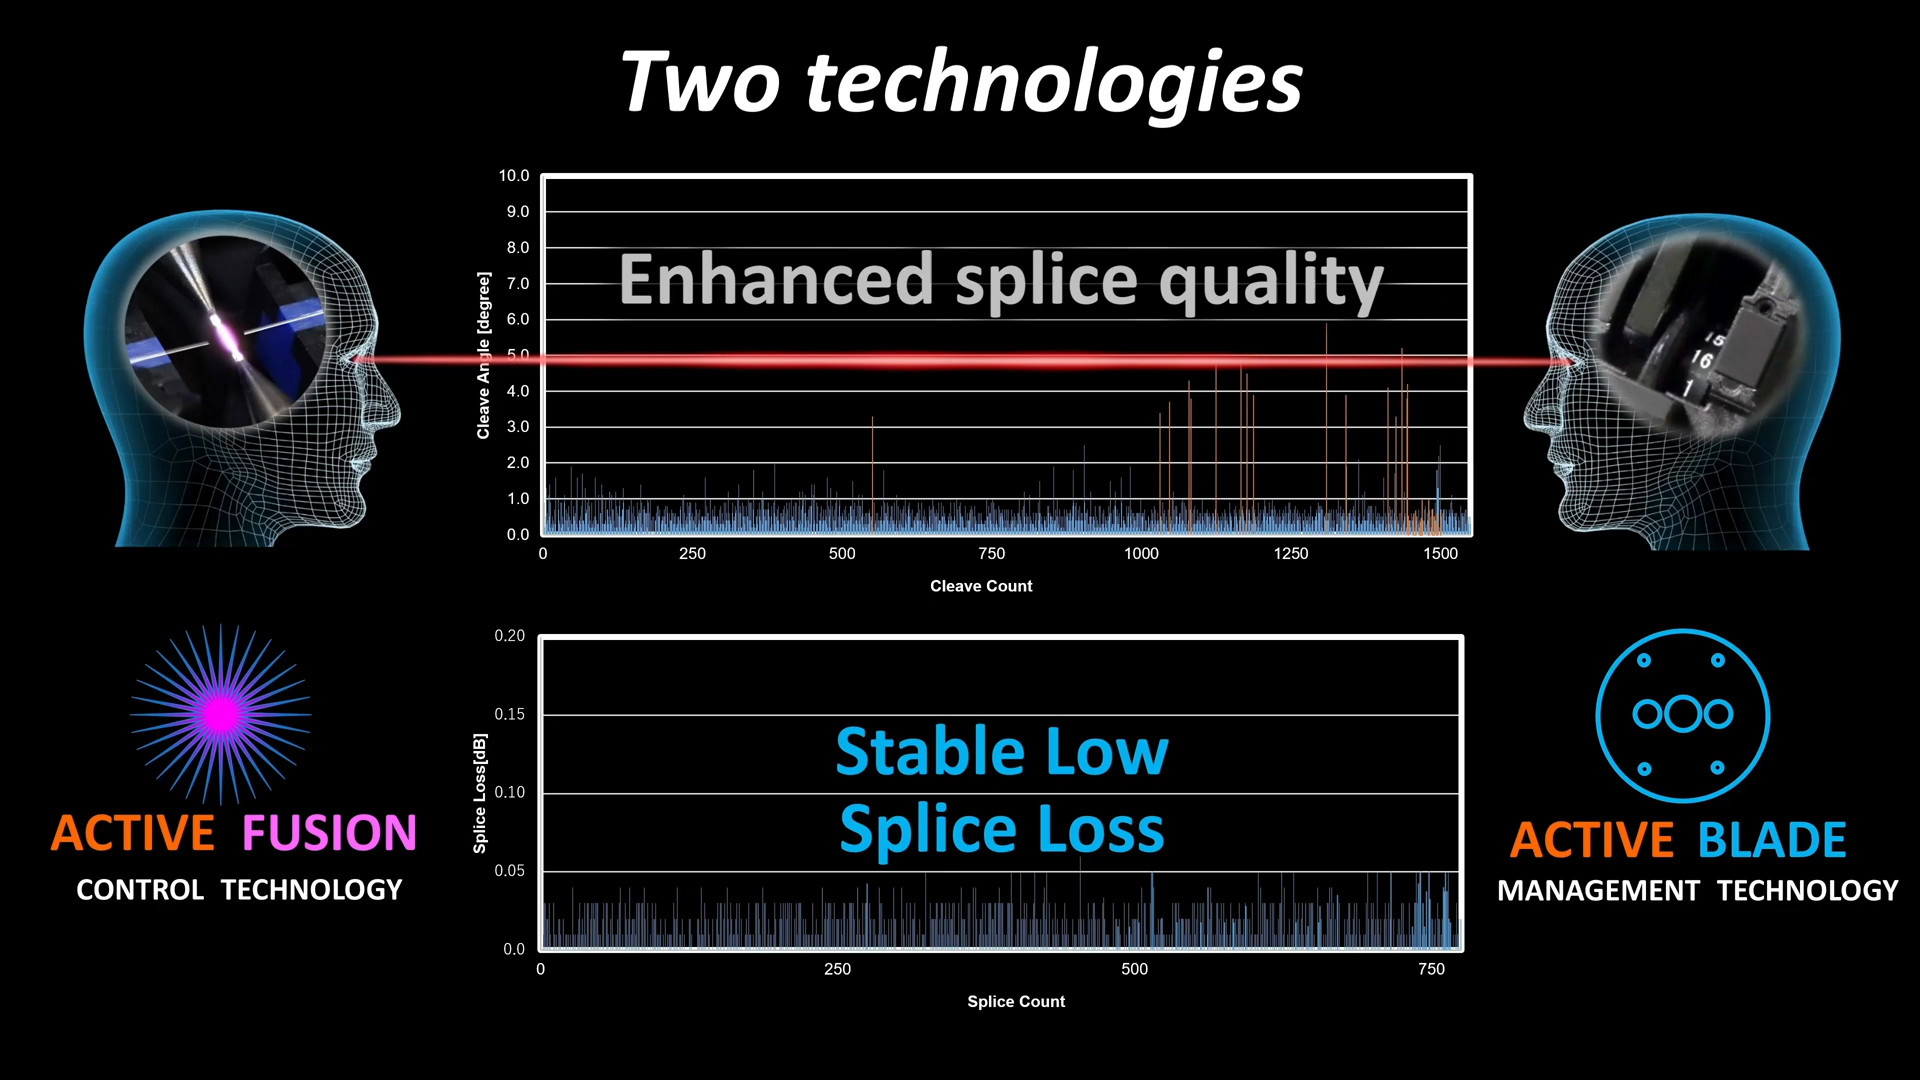 Two technologies
10.0
9.0
8.0
7.0
6.0
5.0
4.0
3.0
2.0
1.0
0.0
Cleave Angle [degree]
Enhanced splice quality
0 250 500 750 1000 1250 1500
Cleave Count
15
16
1
0.20
0.15
0.10
0.05
0.0
Splice Loss[dB]
Stable Low
Splice Loss
0 250 500 750
Splice Count
ACTIVE FUSION
CONTROL TECHNOLOGY
ACTIVE BLADE
MANAGEMENT TECHNOLOGY